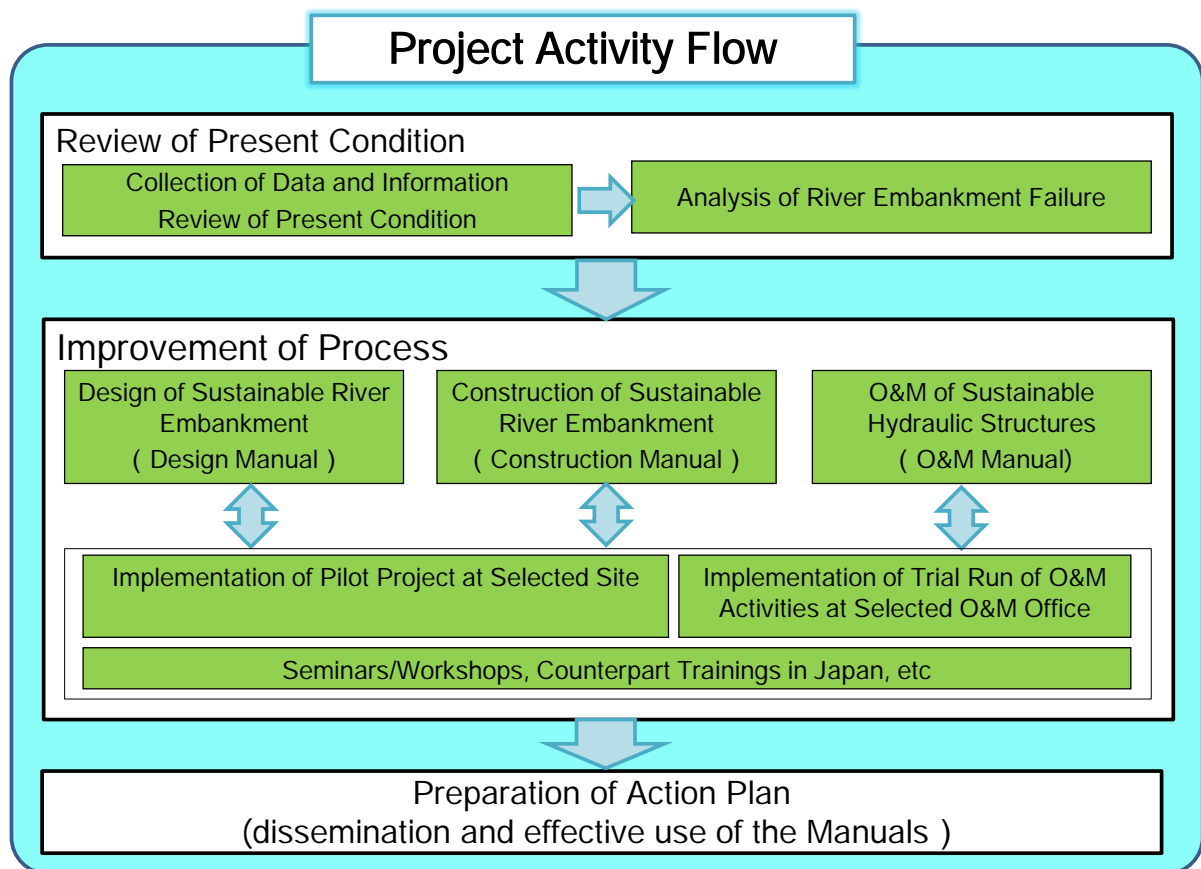 Project Activity Flow
Review of Present Condition
Collection of Data and Information
Review of Present Condition
Analysis of River Embankment Failure
Improvement of Process
Design of Sustainable River
Embankment
( Design Manual )
Construction of Sustainable
River Embankment
( Construction Manual )
O&M of Sustainable
Hydraulic Structures
( O&M Manual)
Implementation of Pilot Project at Selected Site
Implementation of Trial Run of O&M
Activities at Selected O&M Office
Seminars/Workshops, Counterpart Trainings in Japan, etc
Preparation of Action Plan
(dissemination and effective use of the Manuals )